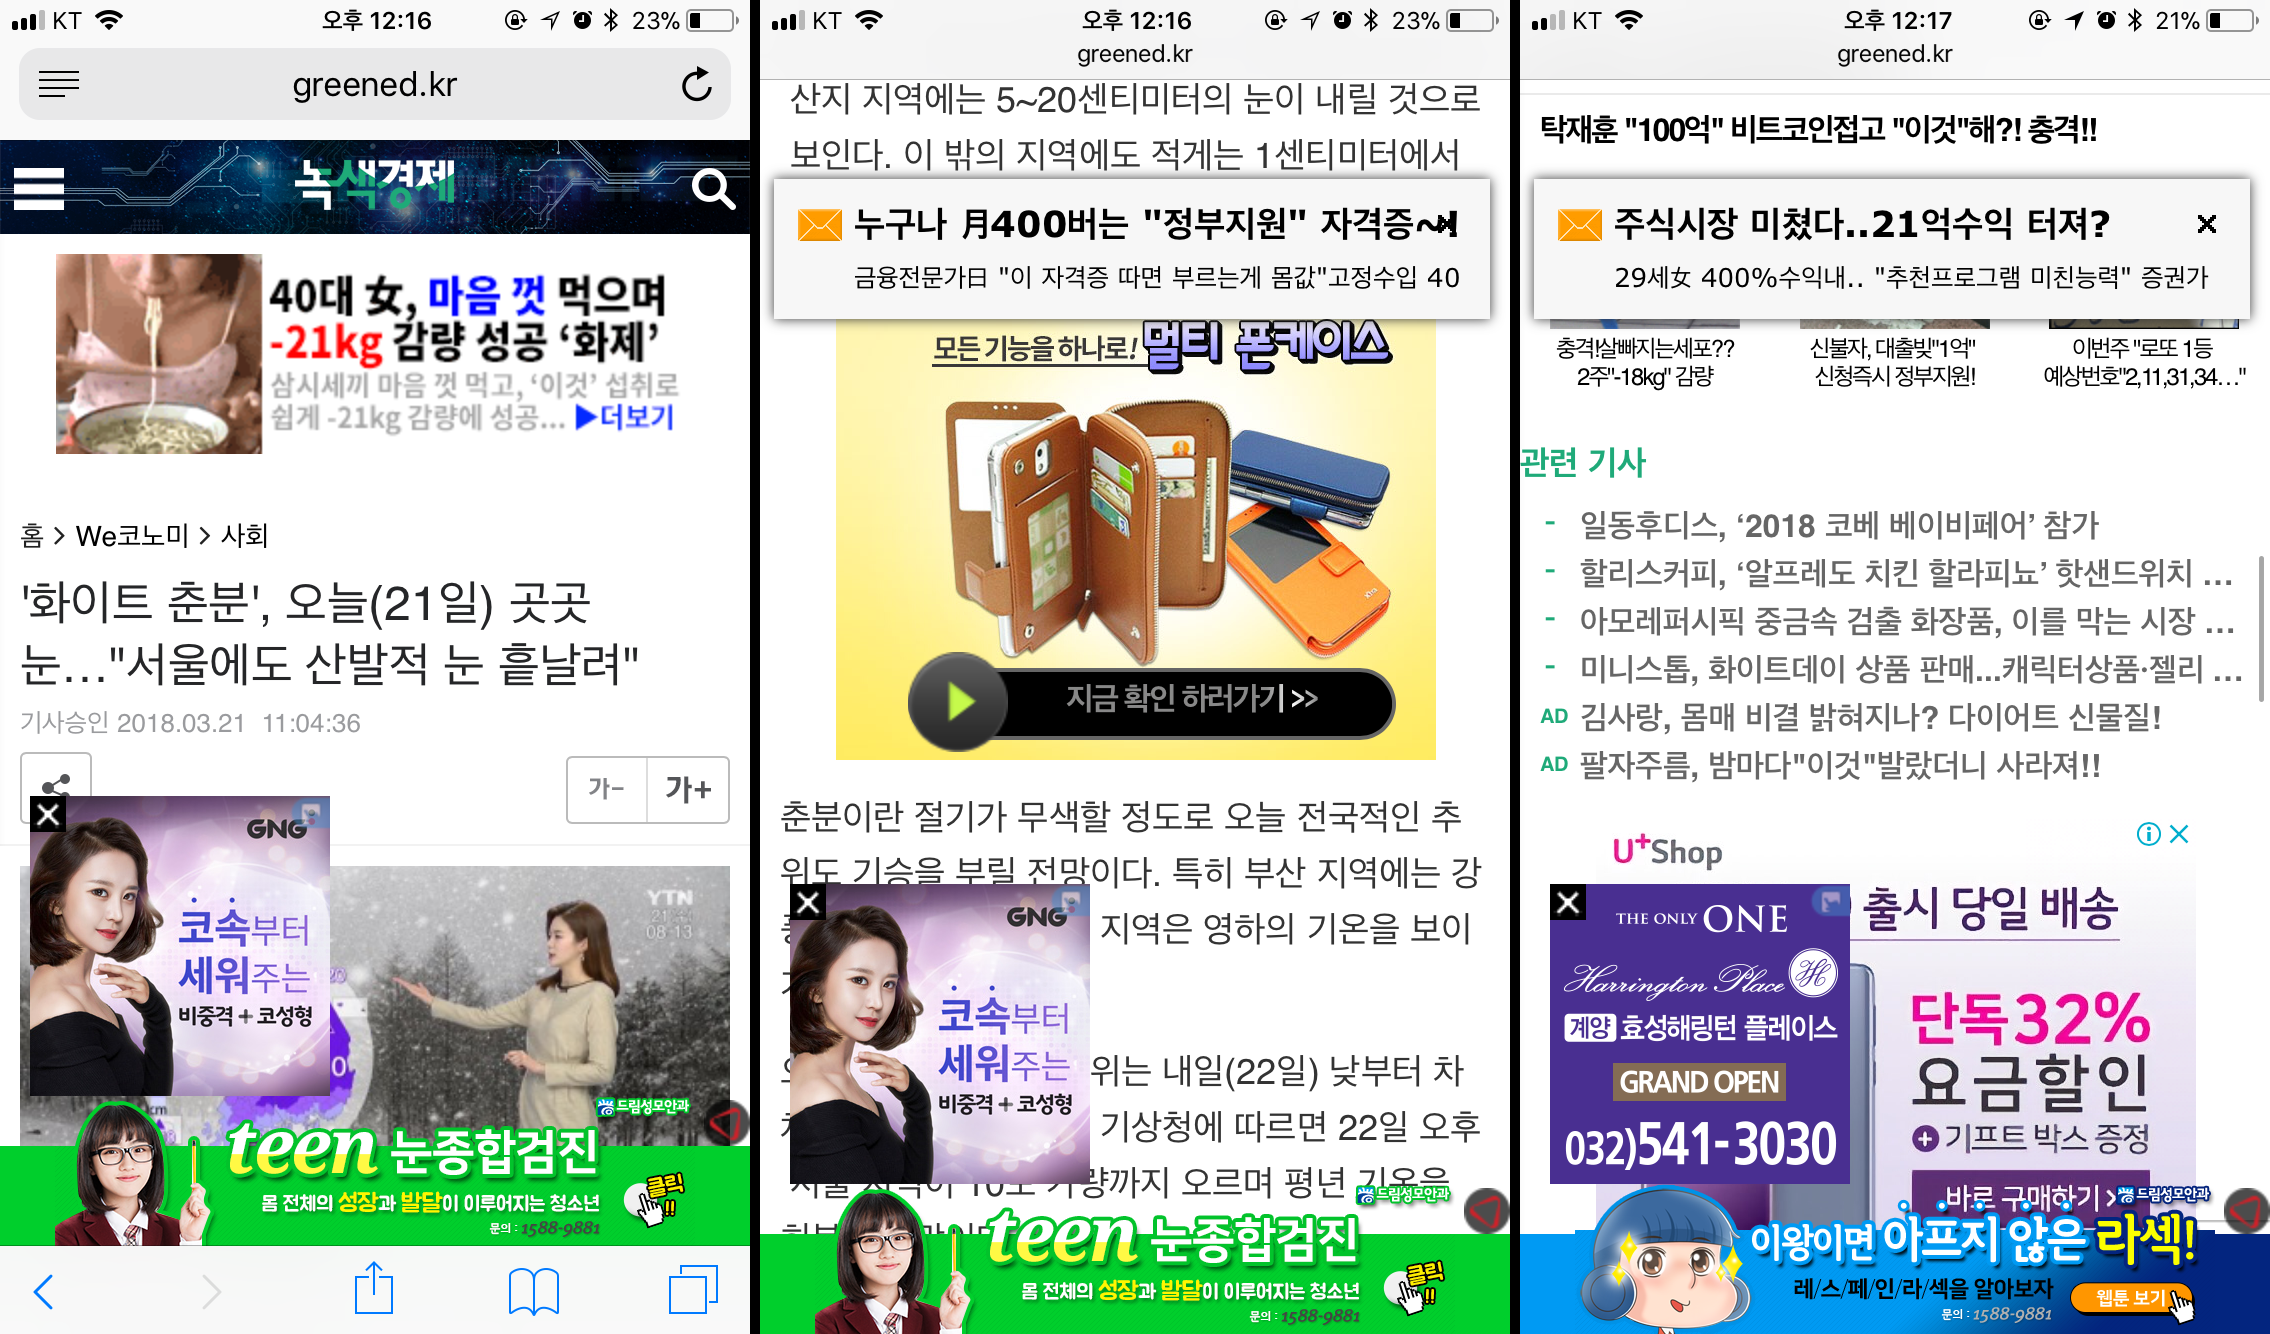 KT 오후 12:16 23%
greened.kr
녹색경제
40대 女, 마음 껏 먹으며
-21kg 감량 성공 ‘화제’
삼시세끼 마음 껏 먹고, ‘이것’ 섭취로
쉽게 -21kg 감량에 성공... ▶더보기
홈 > We코노미 > 사회
'화이트 춘분', 오늘(21일) 곳곳
눈…"서울에도 산발적 눈 흩날려"
기사승인 2018.03.21 11:04:36
가- 가+
GNG
코속부터
세워주는
비중격 + 코성형
YTN
08:13
드림성모안과
teen 눈종합검진
몸 전체의 성장과 발달이 이루어지는 청소년
문의 : 1588-9881
클릭!!
KT 오후 12:16 23%
greened.kr
산지 지역에는 5~20센티미터의 눈이 내릴 것으로
보인다. 이 밖의 지역에도 적게는 1센티미터에서
누구나 月400버는 "정부지원" 자격증~!
금융전문가日 "이 자격증 따면 부르는게 몸값"고정수입 40
모든 기능을 하나로! 멀티 폰케이스
지금 확인 하러가기 >>
춘분이란 절기가 무색할 정도로 오늘 전국적인 추
위도 기승을 부릴 전망이다. 특히 부산 지역에는 강
지역은 영하의 기온을 보이
GNG
코속부터
세워주는
비중격 + 코성형
위는 내일(22일) 낮부터 차
기상청에 따르면 22일 오후
오르며 평년 기온을
드림성모안과
teen 눈종합검진
몸 전체의 성장과 발달이 이루어지는 청소년
문의 : 1588-9881
클릭!!
KT 오후 12:17 21%
greened.kr
탁재훈 "100억" 비트코인접고 "이것"해?! 충격!!
주식시장 미쳤다..21억수익 터져?
29세女 400%수익내.. "추천프로그램 미친능력" 증권가
충격!살빠지는세포??
2주"-18kg" 감량
신불자, 대출빚"1억"
신청즉시 정부지원!
이번주 "로또 1등
예상번호"2,11,31,34…"
관련 기사
- 일동후디스, ‘2018 코베 베이비페어’ 참가
- 할리스커피, ‘알프레도 치킨 할라피뇨’ 핫샌드위치 ...
- 아모레퍼시픽 중금속 검출 화장품, 이를 막는 시장 ...
- 미니스톱, 화이트데이 상품 판매...캐릭터상품·젤리 ...
AD 김사랑, 몸매 비결 밝혀지나? 다이어트 신물질!
AD 팔자주름, 밤마다"이것"발랐더니 사라져!!
U+Shop
출시 당일 배송
단독 32%
요금할인
+ 기프트 박스 증정
바로 구매하기 >
THE ONLY ONE
Harrington Place
계양 효성해링턴 플레이스
GRAND OPEN
032)541-3030
드림성모안과
이왕이면 아프지 않은 라섹!
레/스/페/인/라/섹을 알아보자
웹툰 보기
문의 : 1588-9881